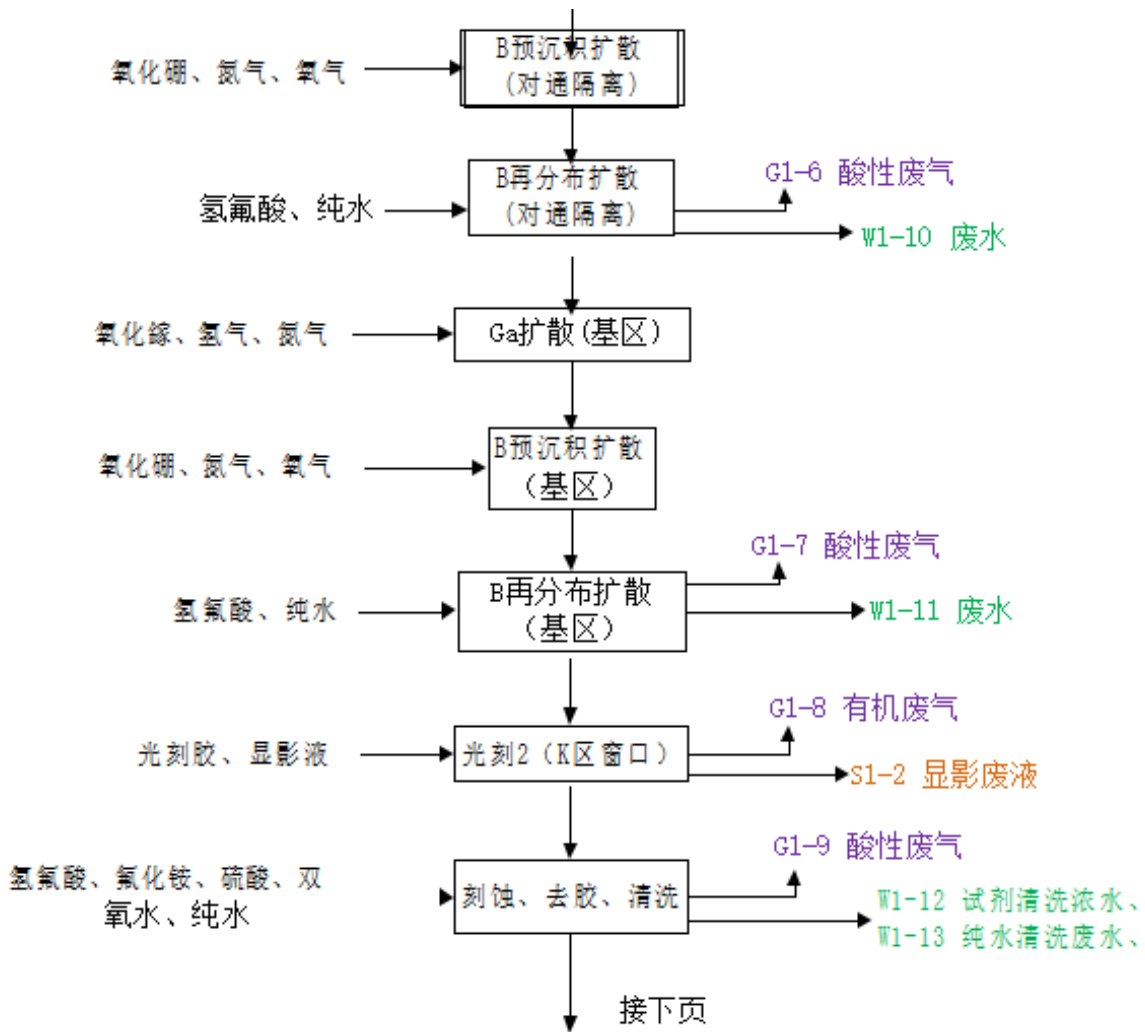 B预沉积扩散
(对通隔离)
氧化硼、氮气、氧气
B再分布扩散
(对通隔离)
氢氟酸、纯水
G1-6 酸性废气
W1-10 废水
氧化镓、氢气、氮气
Ga扩散(基区)
B预沉积扩散
（基区）
氧化硼、氮气、氧气
G1-7 酸性废气
B再分布扩散
（基区）
氢氟酸、纯水
W1-11 废水
G1-8 有机废气
光刻胶、显影液
光刻2（K区窗口）
S1-2 显影废液
G1-9 酸性废气
氢氟酸、氟化铵、硫酸、双
氧水、纯水
刻蚀、去胶、清洗
W1-12 试剂清洗浓水、
W1-13 纯水清洗废水、
接下页